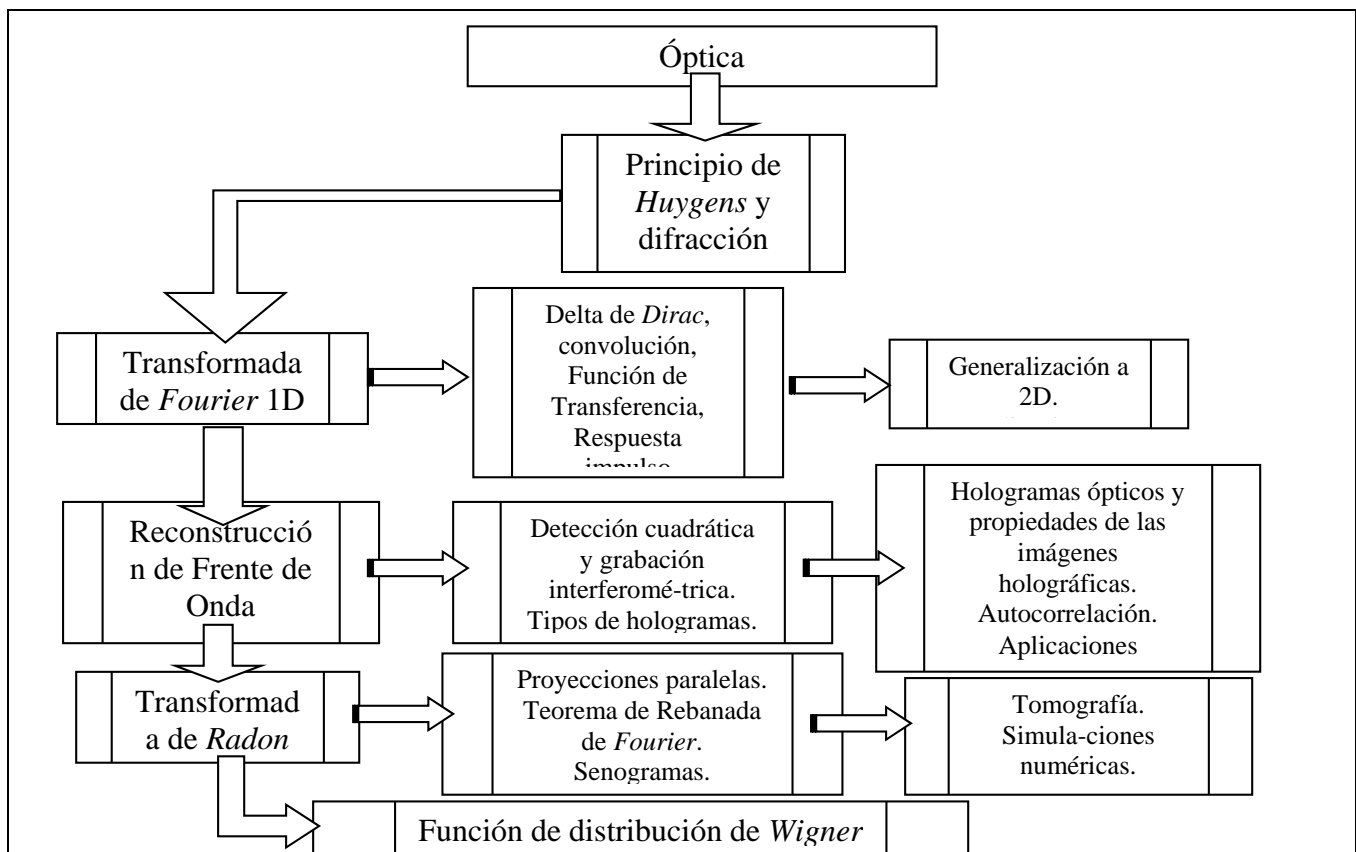 Óptica
Principio de
Huygens y
difracción
Transformada
de Fourier 1D
Delta de Dirac,
convolución,
Función de
Transferencia,
Respuesta
impulso
Generalización a
2D.
Reconstrucció
n de Frente de
Onda
Detección cuadrática
y grabación
interferomé-trica.
Tipos de hologramas.
Hologramas ópticos y
propiedades de las
imágenes
holográficas.
Autocorrelación.
Aplicaciones
Transformad
a de Radon
Proyecciones paralelas.
Teorema de Rebanada
de Fourier.
Senogramas.
Tomografía.
Simula-ciones
numéricas.
Función de distribución de Wigner